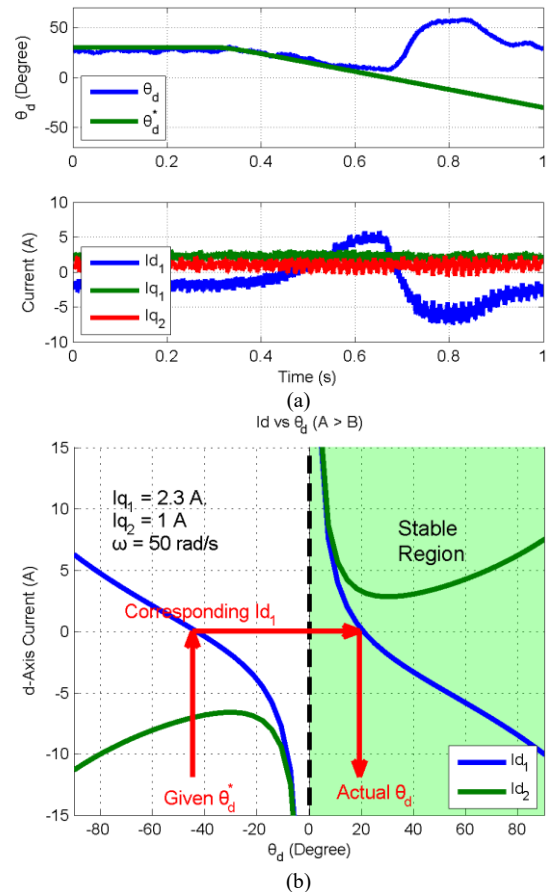 50
0
-50
θd (Degree)
θd
θd*
0 0.2 0.4 0.6 0.8 1
10
5
0
-5
-10
Current (A)
Id1
Iq1
Iq2
0 0.2 0.4 0.6 0.8 1
Time (s)
(a)
Id vs θd (A > B)
15
10
5
0
-5
-10
-15
d-Axis Current (A)
Iq1 = 2.3 A,
Iq2 = 1 A
ω = 50 rad/s
Stable
Region
Corresponding Id1
Given θd*
Actual θd
Id1
Id2
-80 -60 -40 -20 0 20 40 60 80
θd (Degree)
(b)